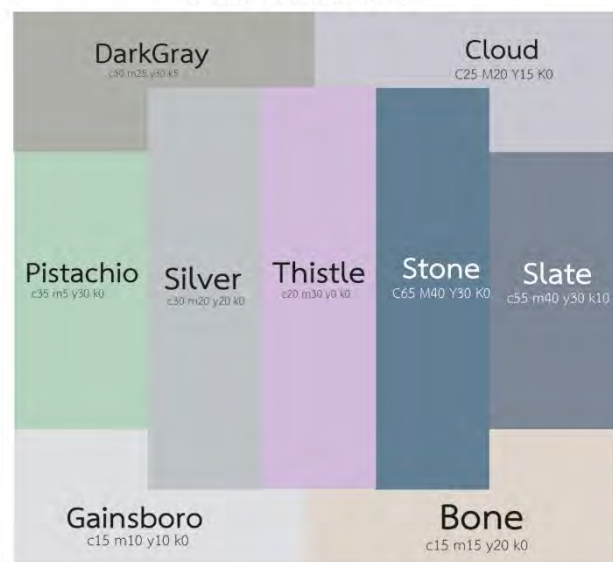 DarkGray
c30 m25 y30 k5
Cloud
C25 M20 Y15 K0
Pistachio
c35 m5 y30 k0
Silver
c30 m20 y20 k0
Thistle
c20 m30 y0 k0
Stone
C65 M40 Y30 K0
Slate
c55 m40 y30 k10
Gainsboro
c15 m10 y10 k0
Bone
c15 m15 y20 k0